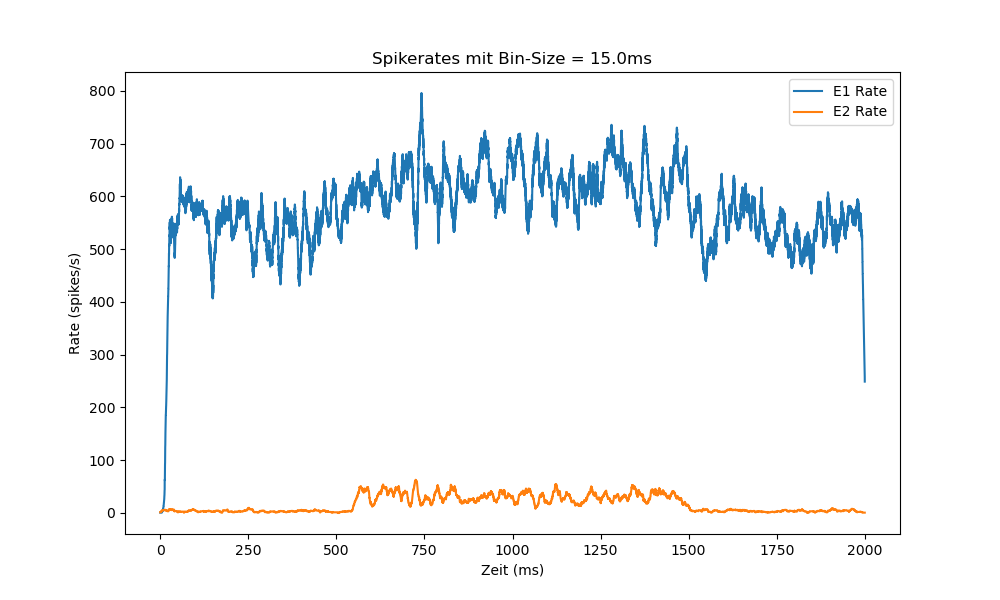 Spikerates mit Bin-Size = 15.0ms
E1 Rate
E2 Rate
800
700
600
500
400
300
200
100
0
Rate (spikes/s)
0 250 500 750 1000 1250 1500 1750 2000
Zeit (ms)